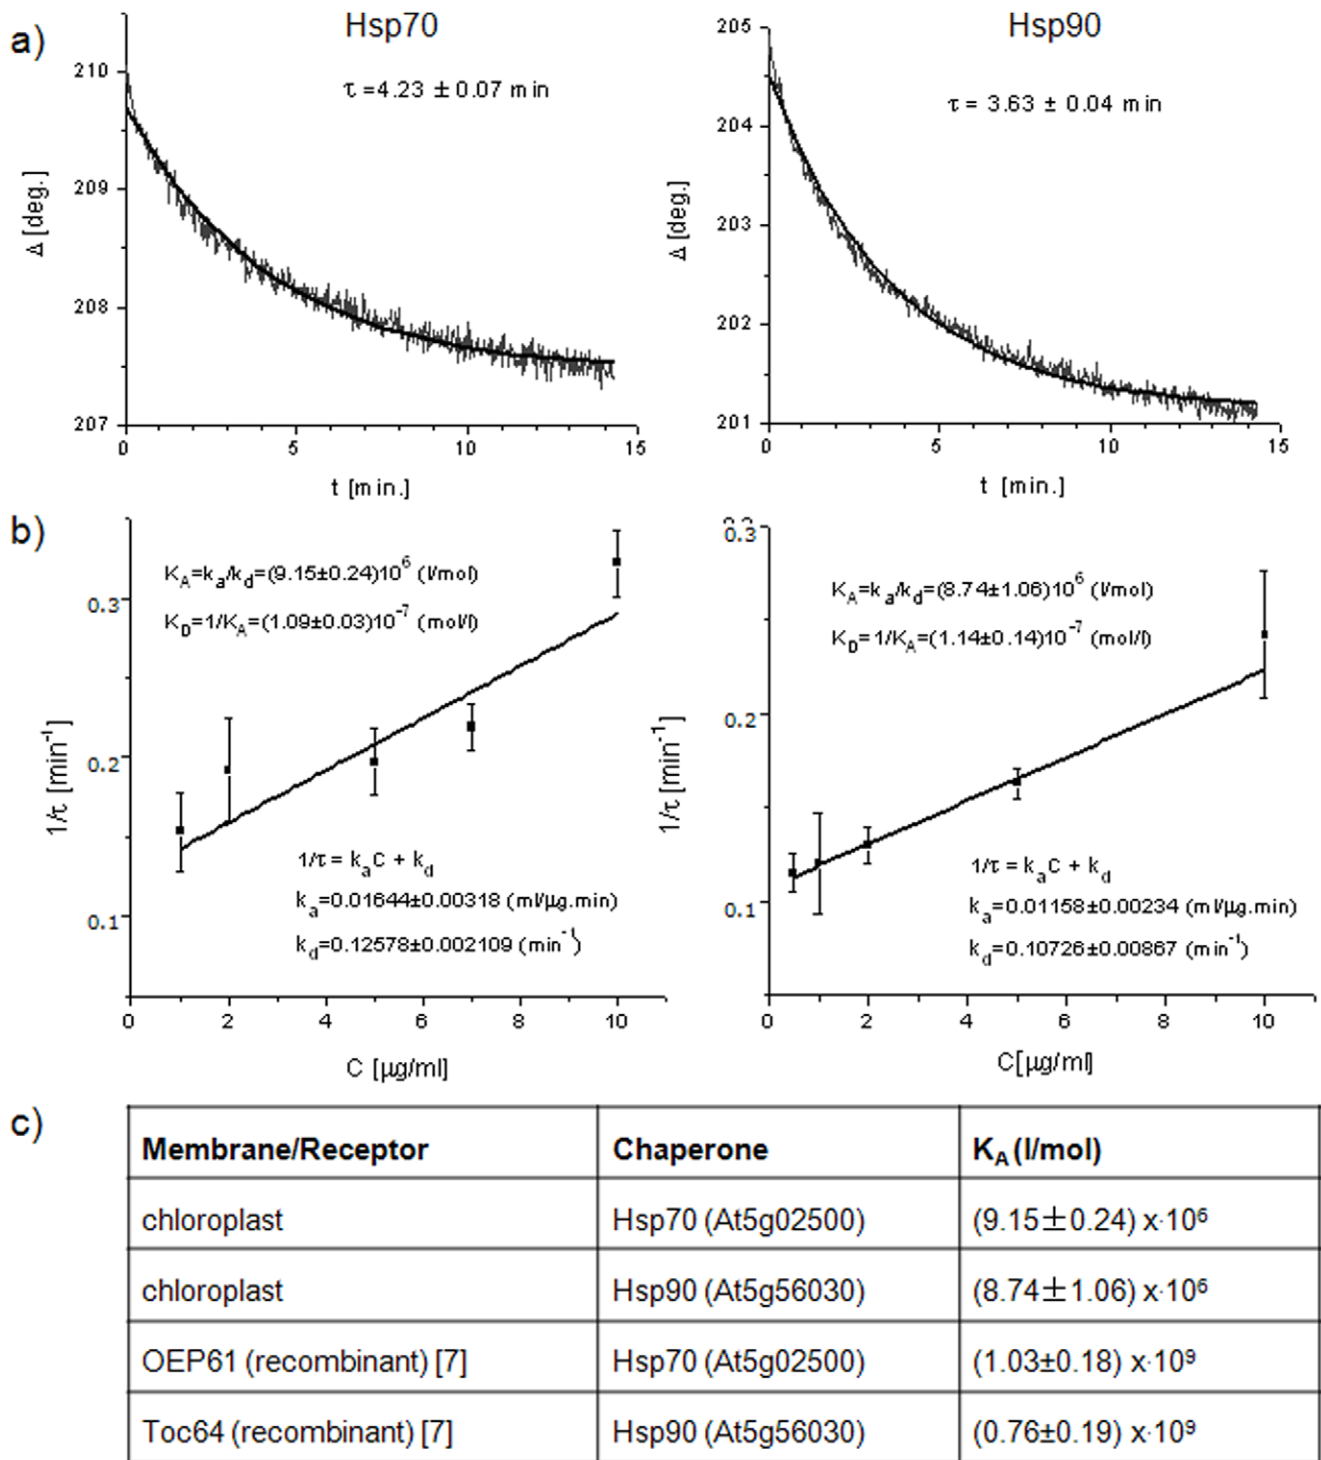 a)
Hsp70
τ =4.23 ± 0.07 min
Δ [deg.]
210
209
208
207
0 5 10 15
t [min.]
Hsp90
τ = 3.63 ± 0.04 min
Δ [deg.]
205
204
203
202
201
0 5 10 15
t [min.]
b)
K_A=k_a/k_d=(9.15±0.24)10^6 (l/mol)
K_D=1/K_A=(1.09±0.03)10^-7 (mol/l)
1/τ [min^-1]
0.3
0.2
0.1
1/τ = k_aC + k_d
k_a=0.01644±0.00318 (ml/μg.min)
k_d=0.12578±0.002109 (min^-1)
0 2 4 6 8 10
C [μg/ml]
K_A=k_a/k_d=(8.74±1.06)10^6 (l/mol)
K_D=1/K_A=(1.14±0.14)10^-7 (mol/l)
1/τ [min^-1]
0.3
0.2
0.1
1/τ = k_aC + k_d
k_a=0.01158±0.00234 (ml/μg.min)
k_d=0.10726±0.00867 (min^-1)
0 2 4 6 8 10
C[μg/ml]
c)
Membrane/Receptor Chaperone K_A (l/mol)
chloroplast Hsp70 (At5g02500) (9.15±0.24) x·10^6
chloroplast Hsp90 (At5g56030) (8.74±1.06) x·10^6
OEP61 (recombinant) [7] Hsp70 (At5g02500) (1.03±0.18) x·10^9
Toc64 (recombinant) [7] Hsp90 (At5g56030) (0.76±0.19) x·10^9